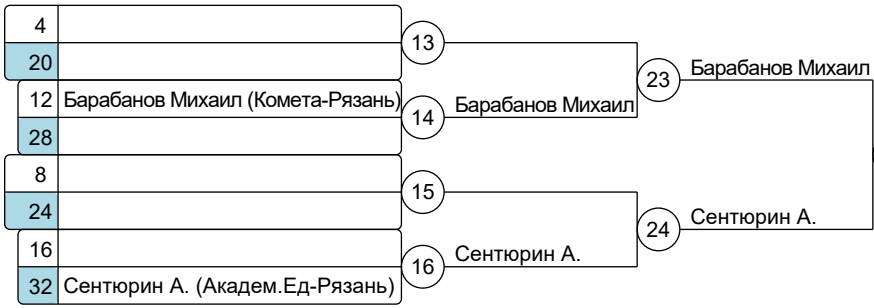 4
13
20
23
Барабанов Михаил
12 Барабанов Михаил (Комета-Рязань)
14
Барабанов Михаил
28
8
15
24
24
Сентюрин А.
16
16
Сентюрин А.
32 Сентюрин А. (Академ.Ед-Рязань)